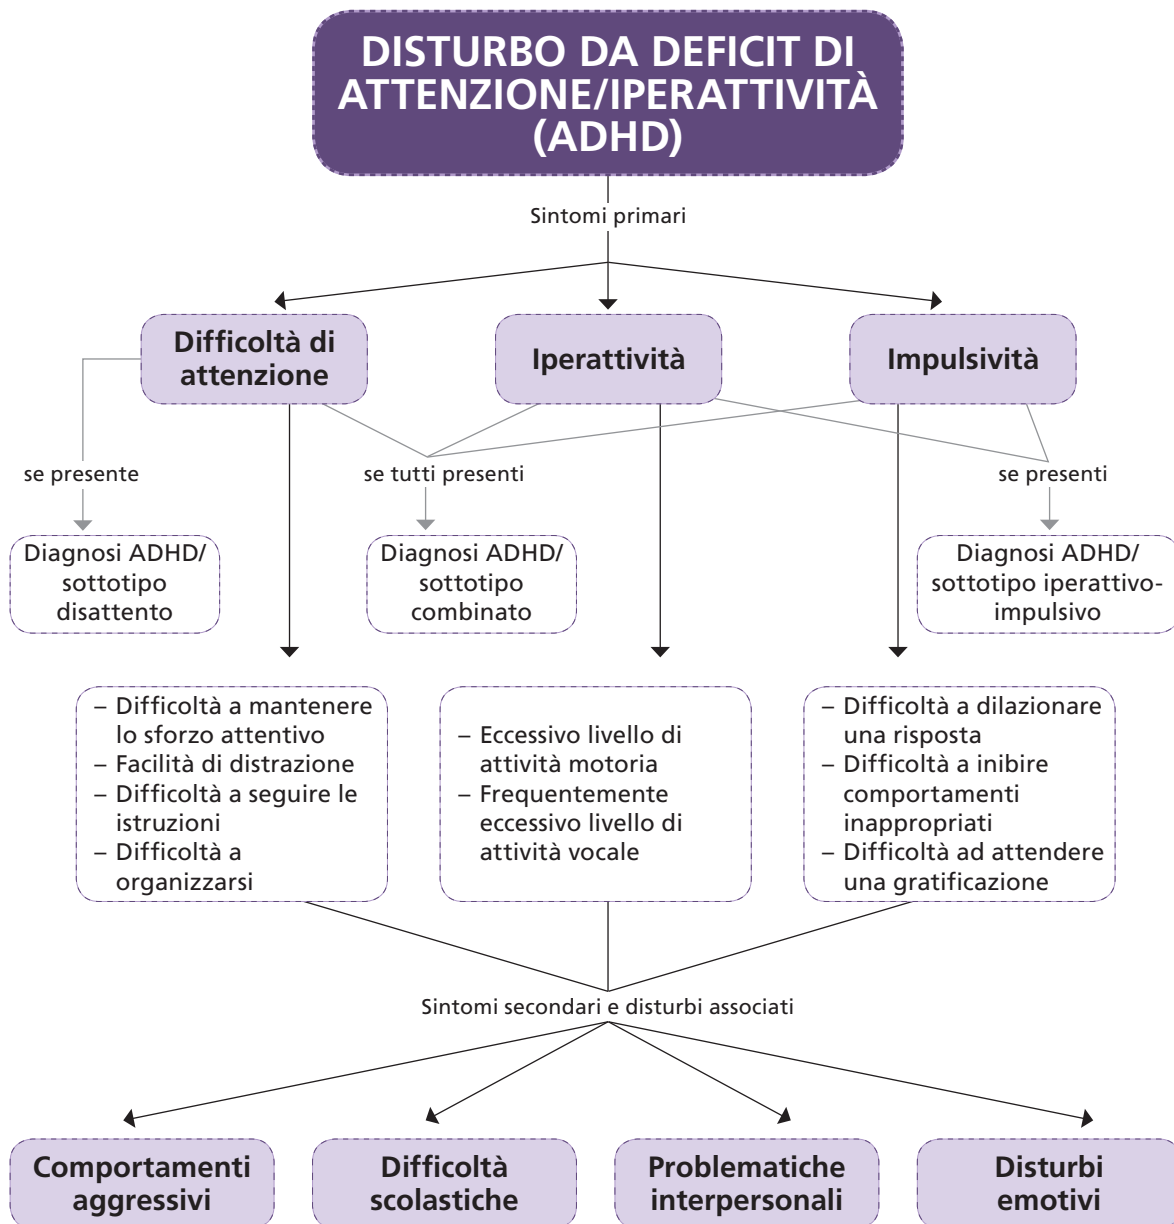 DISTURBO DA DEFICIT DI
ATTENZIONE/IPERATTIVITÀ
(ADHD)
Sintomi primari
Difficoltà di
attenzione
Iperattività
Impulsività
se presente
se tutti presenti
se presenti
Diagnosi ADHD/
sottotipo
disattento
Diagnosi ADHD/
sottotipo
combinato
Diagnosi ADHD/
sottotipo iperattivo-
impulsivo
– Difficoltà a mantenere
lo sforzo attentivo
– Facilità di distrazione
– Difficoltà a seguire le
istruzioni
– Difficoltà a
organizzarsi
– Eccessivo livello di
attività motoria
– Frequentemente
eccessivo livello di
attività vocale
– Difficoltà a dilazionare
una risposta
– Difficoltà a inibire
comportamenti
inappropriati
– Difficoltà ad attendere
una gratificazione
Sintomi secondari e disturbi associati
Comportamenti
aggressivi
Difficoltà
scolastiche
Problematiche
interpersonali
Disturbi
emotivi